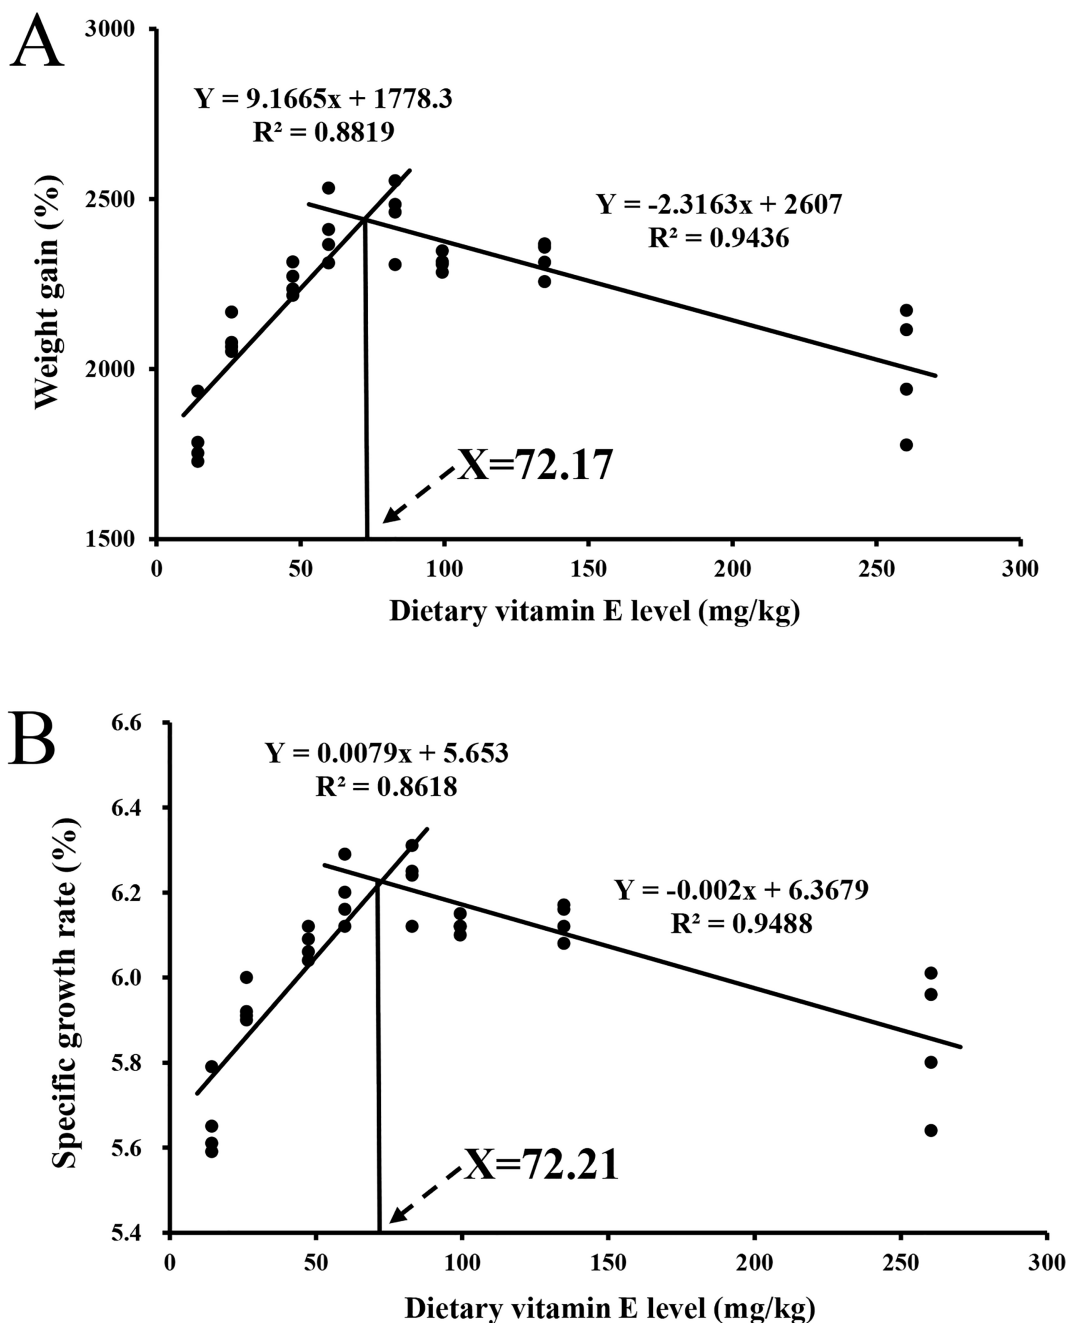 A
3000
Y = 9.1665x + 1778.3
R² = 0.8819
2500
Y = -2.3163x + 2607
R² = 0.9436
Weight gain (%)
2000
X=72.17
1500
0 50 100 150 200 250 300
Dietary vitamin E level (mg/kg)
B
6.6
Y = 0.0079x + 5.653
R² = 0.8618
6.4
6.2
Y = -0.002x + 6.3679
R² = 0.9488
Specific growth rate (%)
6.0
5.8
5.6
X=72.21
5.4
0 50 100 150 200 250 300
Dietary vitamin E level (mg/kg)